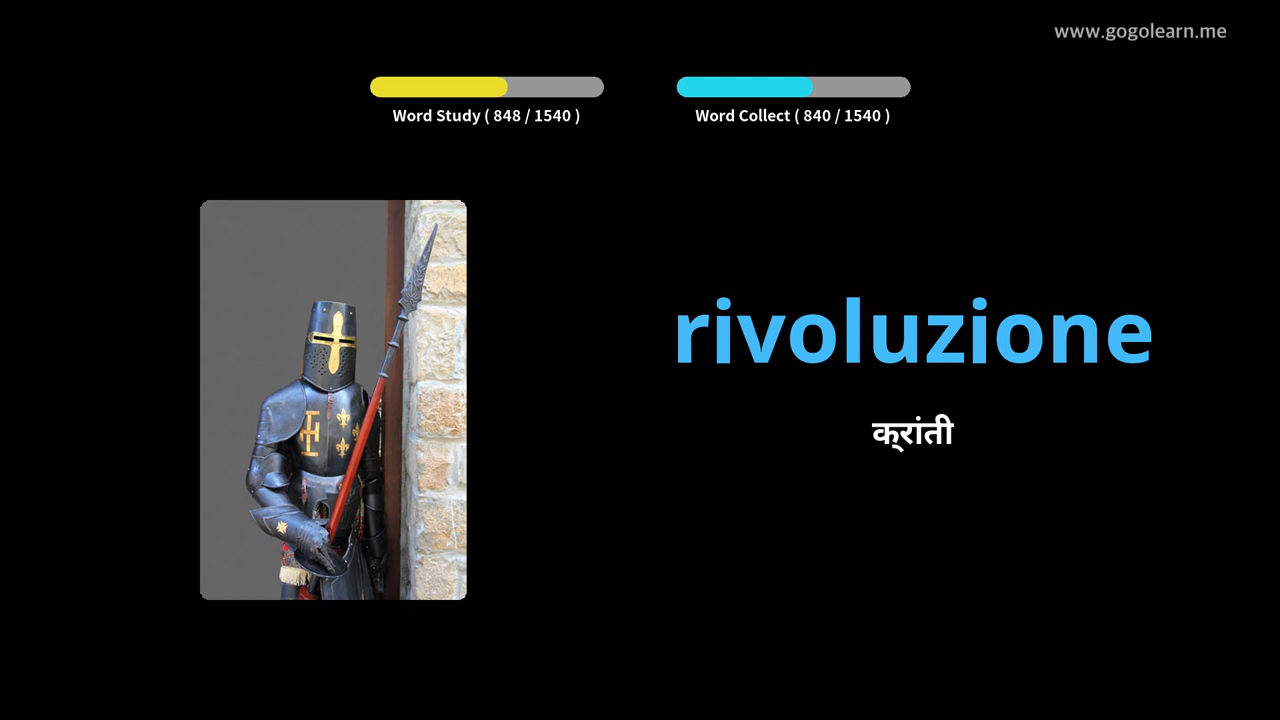 www.gogolearn.me
Word Study ( 848 / 1540 )
Word Collect ( 840 / 1540 )
rivoluzione
क्रांती